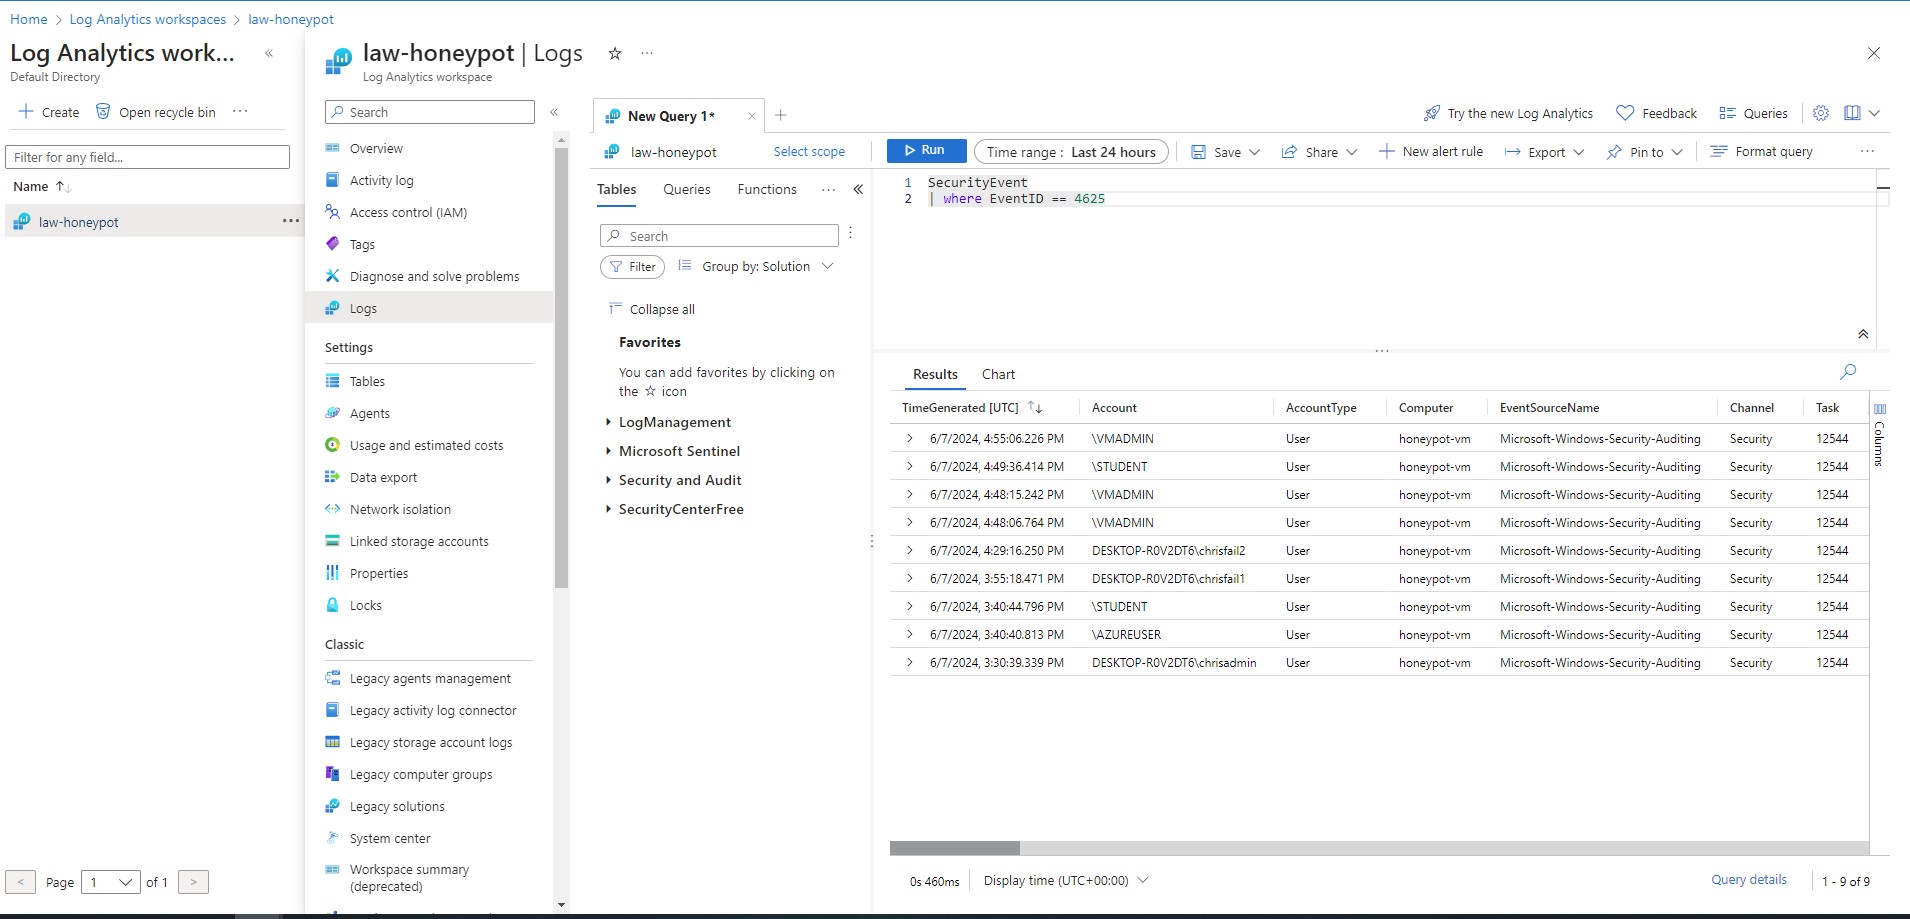 Home > Log Analytics workspaces > law-honeypot
Log Analytics work...
Default Directory
Create Open recycle bin ...
Filter for any field...
Name
law-honeypot ...
< Page 1 of 1 >
law-honeypot | Logs ...
Log Analytics workspace
Search
Overview
Activity log
Access control (IAM)
Tags
Diagnose and solve problems
Logs
Settings
Tables
Agents
Usage and estimated costs
Data export
Network isolation
Linked storage accounts
Properties
Locks
Classic
Legacy agents management
Legacy activity log connector
Legacy storage account logs
Legacy computer groups
Legacy solutions
System center
Workspace summary
(deprecated)
New Query 1*
Try the new Log Analytics Feedback Queries
law-honeypot Select scope
Run Time range : Last 24 hours Save Share New alert rule Export Pin to Format query ...
Tables Queries Functions ...
Search
Filter Group by: Solution
Collapse all
Favorites
You can add favorites by clicking on
the ☆ icon
LogManagement
Microsoft Sentinel
Security and Audit
SecurityCenterFree
1 SecurityEvent
2 | where EventID == 4625
Results Chart
TimeGenerated [UTC] Account AccountType Computer EventSourceName Channel Task
6/7/2024, 4:55:06.226 PM \VMADMIN User honeypot-vm Microsoft-Windows-Security-Auditing Security 12544
6/7/2024, 4:49:36.414 PM \STUDENT User honeypot-vm Microsoft-Windows-Security-Auditing Security 12544
6/7/2024, 4:48:15.242 PM \VMADMIN User honeypot-vm Microsoft-Windows-Security-Auditing Security 12544
6/7/2024, 4:48:06.764 PM \VMADMIN User honeypot-vm Microsoft-Windows-Security-Auditing Security 12544
6/7/2024, 4:29:16.250 PM DESKTOP-R0V2DT6\chrisfail2 User honeypot-vm Microsoft-Windows-Security-Auditing Security 12544
6/7/2024, 3:55:18.471 PM DESKTOP-R0V2DT6\chrisfail1 User honeypot-vm Microsoft-Windows-Security-Auditing Security 12544
6/7/2024, 3:40:44.796 PM \STUDENT User honeypot-vm Microsoft-Windows-Security-Auditing Security 12544
6/7/2024, 3:40:40.813 PM \AZUREUSER User honeypot-vm Microsoft-Windows-Security-Auditing Security 12544
6/7/2024, 3:30:39.339 PM DESKTOP-R0V2DT6\chrisadmin User honeypot-vm Microsoft-Windows-Security-Auditing Security 12544
Columns
0s 460ms Display time (UTC+00:00) Query details 1 - 9 of 9